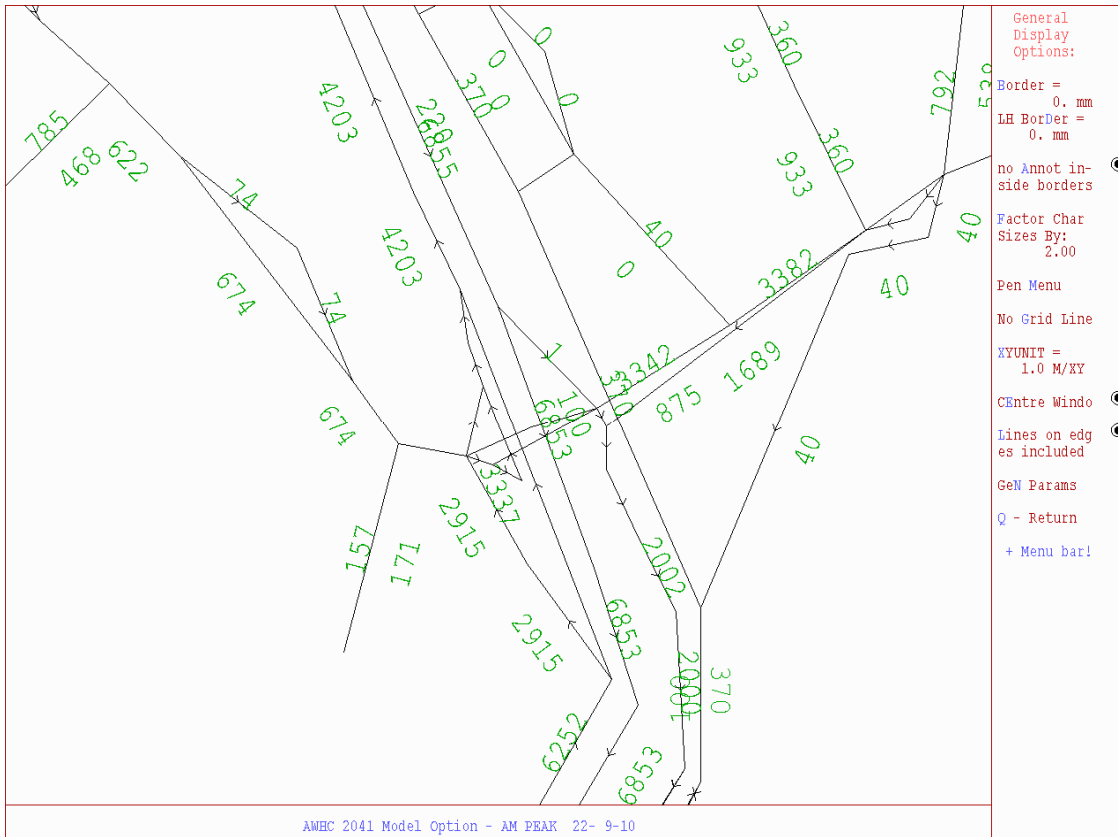 General
Display
Options:
Border =
0. mm
LH BorDer =
0. mm
no Annot in-
side borders
Factor Char
Sizes By:
2.00
Pen Menu
No Grid Line
XYUNIT =
1.0 M/XY
CEntre Windo
Lines on edg
es included
GeN Params
Q - Return
+ Menu bar!
785
468
622
74
74
674
674
157
171
4203
4203
370
6855
0
0
0
0
40
0
933
360
933
360
792
40
40
3382
1689
3342
875
1
100
6853
3337
2915
2915
6252
6853
6853
2002
370
40
AWHC 2041 Model Option - AM PEAK 22- 9-10